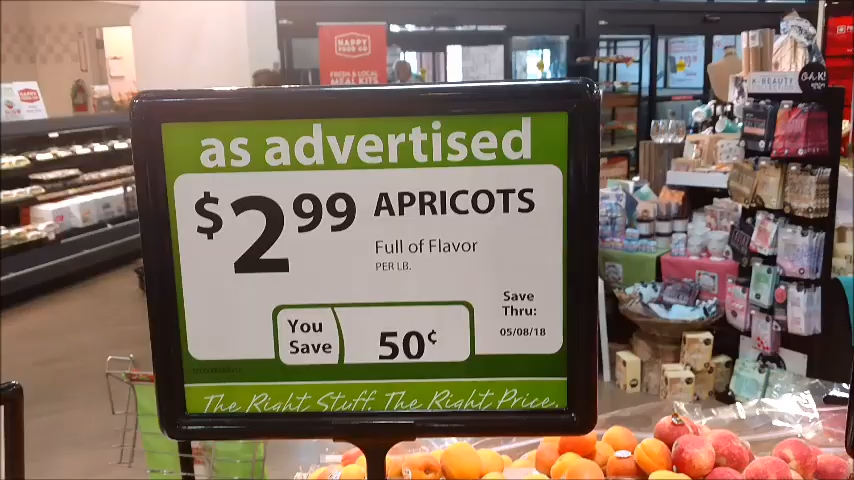 HAPPY
FOOD CO
FRESH & LOCAL
MEAL KITS
K-BEAUTY
Oh K!
as advertised
$2.99 APRICOTS
Full of Flavor
PER LB.
You
Save
50¢
Save
Thru:
05/08/18
The Right Stuff. The Right Price.